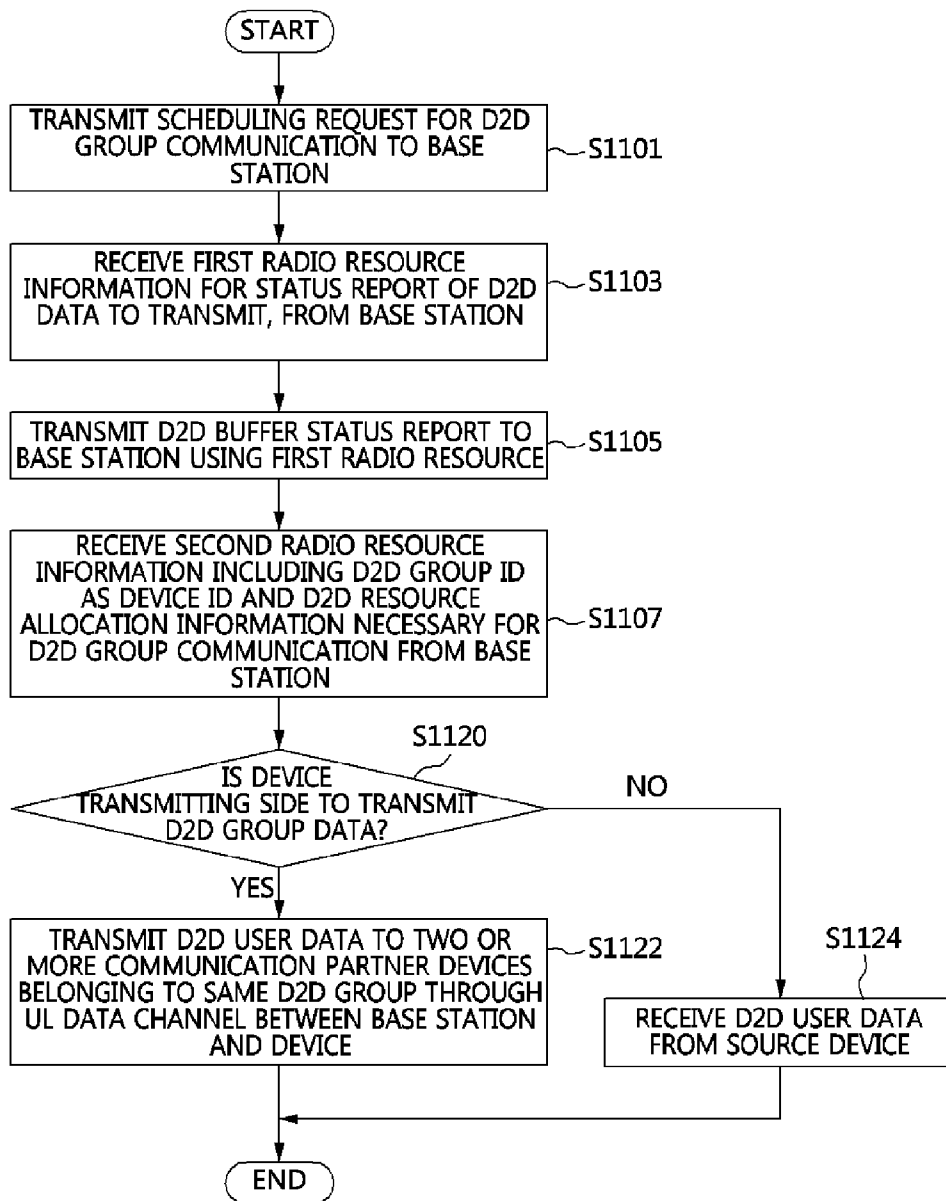 START
TRANSMIT SCHEDULING REQUEST FOR D2D
GROUP COMMUNICATION TO BASE
STATION
S1101
RECEIVE FIRST RADIO RESOURCE
INFORMATION FOR STATUS REPORT OF D2D
DATA TO TRANSMIT, FROM BASE STATION
S1103
TRANSMIT D2D BUFFER STATUS REPORT TO
BASE STATION USING FIRST RADIO RESOURCE
S1105
RECEIVE SECOND RADIO RESOURCE
INFORMATION INCLUDING D2D GROUP ID
AS DEVICE ID AND D2D RESOURCE
ALLOCATION INFORMATION NECESSARY FOR
D2D GROUP COMMUNICATION FROM BASE
STATION
S1107
S1120
IS DEVICE
TRANSMITTING SIDE TO TRANSMIT
D2D GROUP DATA?
NO
YES
TRANSMIT D2D USER DATA TO TWO OR
MORE COMMUNICATION PARTNER DEVICES
BELONGING TO SAME D2D GROUP THROUGH
UL DATA CHANNEL BETWEEN BASE STATION
AND DEVICE
S1122
S1124
RECEIVE D2D USER DATA
FROM SOURCE DEVICE
END